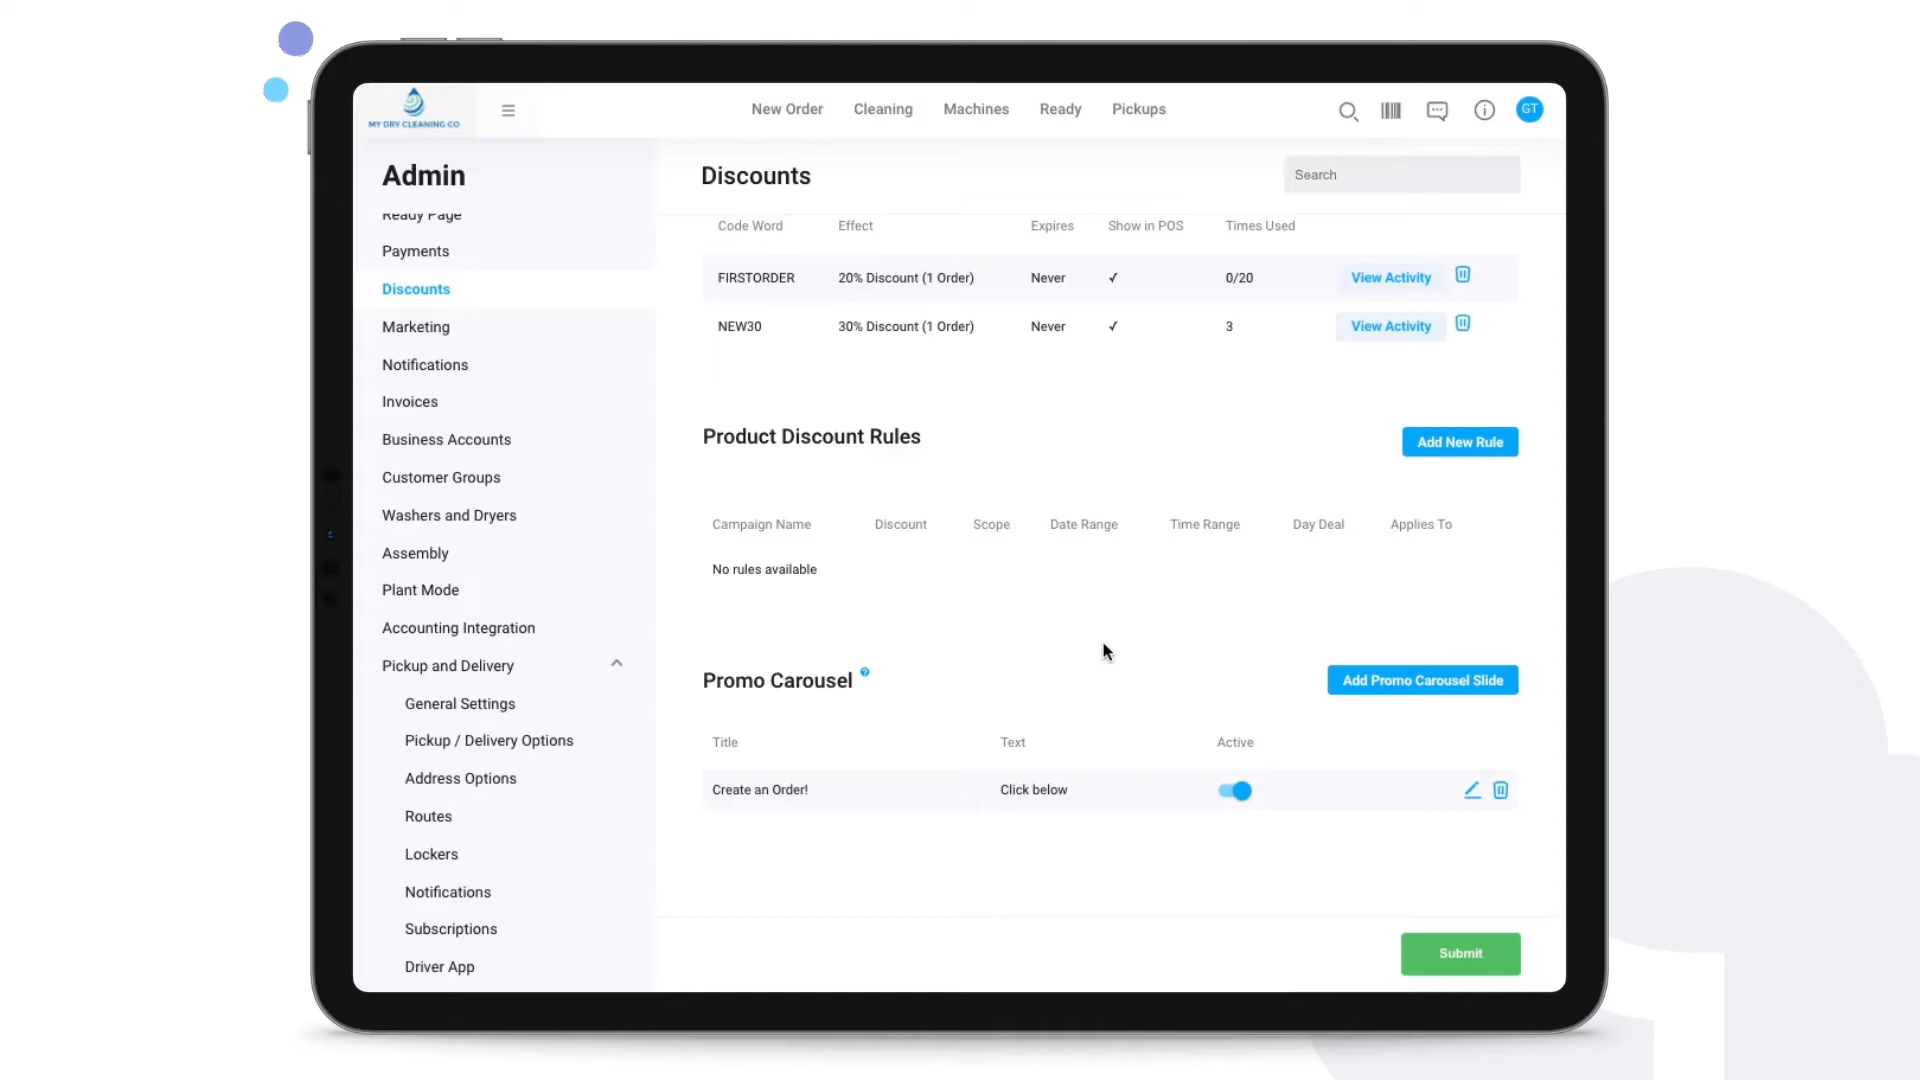 MY DRY CLEANING CO
New Order Cleaning Machines Ready Pickups
GT
Admin
Ready Page
Payments
Discounts
Marketing
Notifications
Invoices
Business Accounts
Customer Groups
Washers and Dryers
Assembly
Plant Mode
Accounting Integration
Pickup and Delivery
General Settings
Pickup / Delivery Options
Address Options
Routes
Lockers
Notifications
Subscriptions
Driver App
Discounts
Search
Code Word Effect Expires Show in POS Times Used
FIRSTORDER 20% Discount (1 Order) Never ✓ 0/20 View Activity
NEW30 30% Discount (1 Order) Never ✓ 3 View Activity
Product Discount Rules
Add New Rule
Campaign Name Discount Scope Date Range Time Range Day Deal Applies To
No rules available
Promo Carousel ?
Add Promo Carousel Slide
Title Text Active
Create an Order! Click below
Submit